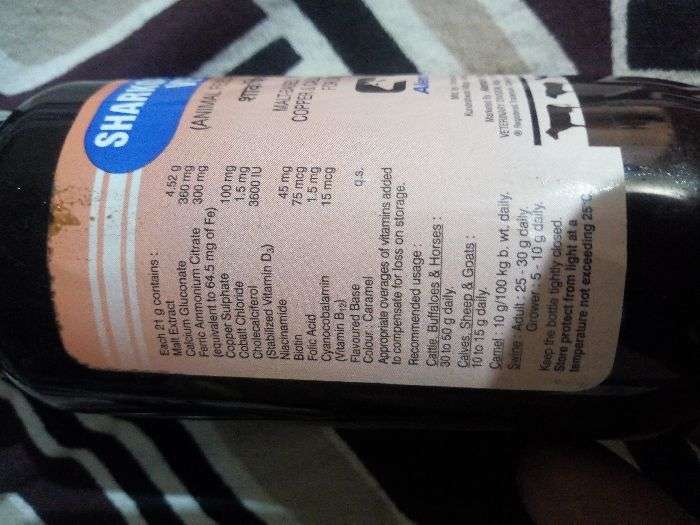 SHARKO
(ANIMAL
MALT BASED
COPPER
Each 21 g contains :
Malt Extract 4.52 g
Calcium Gluconate 360 mg
Ferric Ammonium Citrate 300 mg
(equivalent to 64.5 mg of Fe)
Copper Sulphate 100 mg
Cobalt Chloride 1.5 mg
Cholecalciferol 3600 IU
(Stabilized Vitamin D3)
Niacinamide 45 mg
Biotin 75 mcg
Folic Acid 1.5 mg
Cyanocobatamin 15 mcg
(Vitamin B12)
Flavoured Base q.s.
Colour : Caramel
Appropriate overages of vitamins added
to compensate for loss on storage.
Recommended usage :
Cattle, Buffaloes & Horses :
30 to 50 g daily.
Calves, Sheep & Goats :
10 to 15 g daily.
Camel : 10 g/100 kg b. wt. daily.
Swine : Adult : 25 - 30 g daily.
Grower : 5 - 10 g daily.
Keep the bottle tightly closed.
Store protect from light at a
temperature not exceeding 25°C